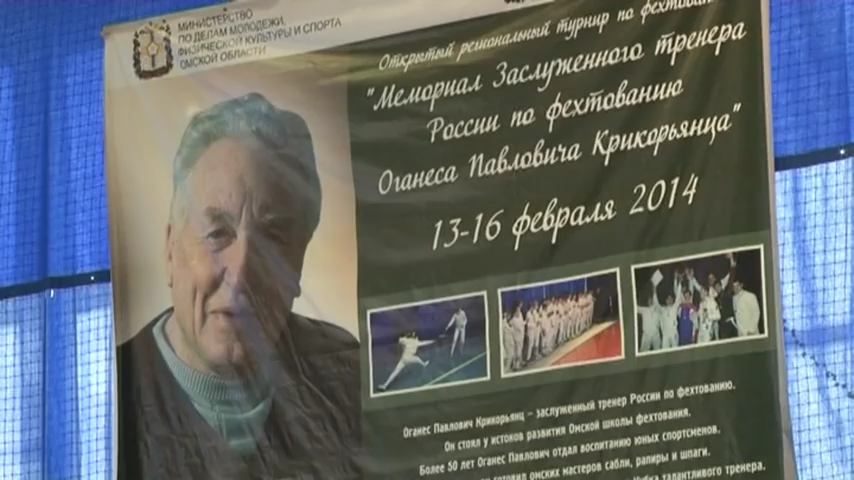 МИНИСТЕРСТВО
ПО ДЕЛАМ МОЛОДЕЖИ,
ФИЗИЧЕСКОЙ КУЛЬТУРЫ И СПОРТА
ОМСКОЙ ОБЛАСТИ
Открытый региональный турнир по
"Мемориал Заслуженного тренера
России по фехтованию
Оганеса Павловича Крикорьянца"
13-16 февраля 2014
Оганес Павлович Крикорьянц – заслуженный тренер России по фехтованию.
Он стоял у истоков развития Омской школы фехтования.
Более 50 лет Оганес Павлович отдал воспитанию юных спортсменов.
готовил омских мастеров сабли, рапиры и шпаги.
талантливого тренера.